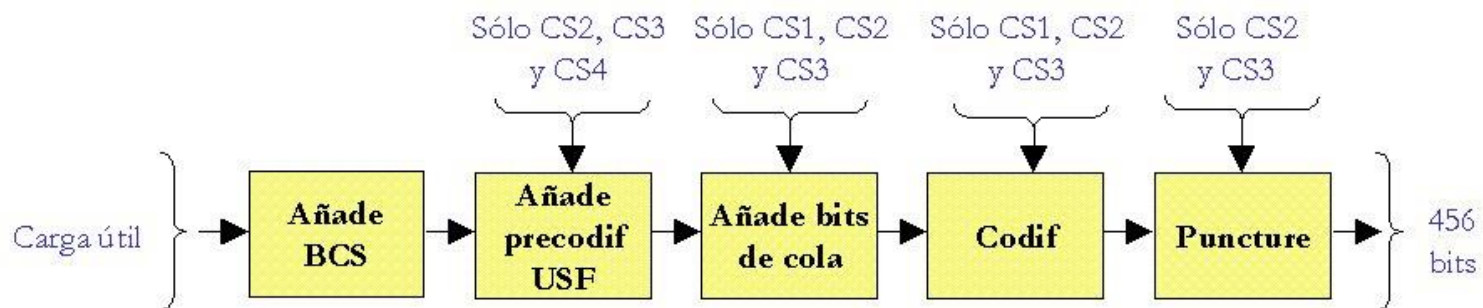 Sólo CS2, CS3
y CS4
Sólo CS1, CS2
y CS3
Sólo CS1, CS2
y CS3
Sólo CS2
y CS3
Carga útil
Añade
BCS
Añade
precodif
USF
Añade bits
de cola
Codif
Puncture
456
bits